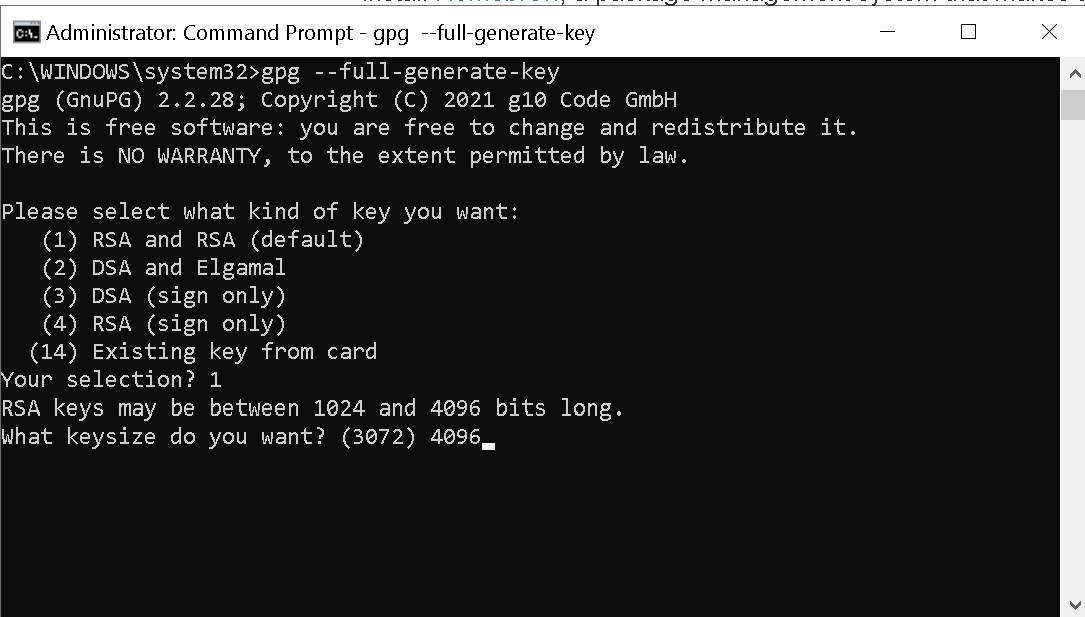 Administrator: Command Prompt - gpg  --full-generate-key
C:\WINDOWS\system32>gpg --full-generate-key
gpg (GnuPG) 2.2.28; Copyright (C) 2021 g10 Code GmbH
This is free software: you are free to change and redistribute it.
There is NO WARRANTY, to the extent permitted by law.
Please select what kind of key you want:
(1) RSA and RSA (default)
(2) DSA and Elgamal
(3) DSA (sign only)
(4) RSA (sign only)
(14) Existing key from card
Your selection? 1
RSA keys may be between 1024 and 4096 bits long.
What keysize do you want? (3072) 4096